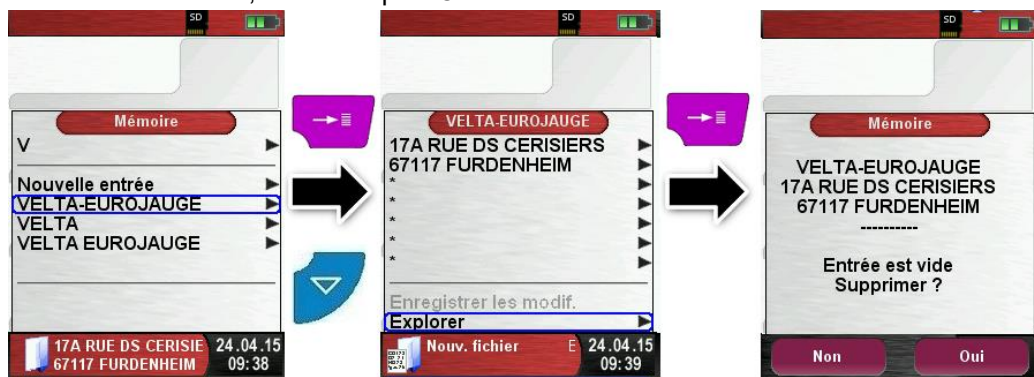 SD
Mémoire
V
Nouvelle entrée
VELTA-EUROJAUGE
VELTA
VELTA EUROJAUGE
17A RUE DS CERISIE
67117 FURDENHEIM
24.04.15
09:38
SD
VELTA-EUROJAUGE
17A RUE DS CERISIERS
67117 FURDENHEIM
*
*
*
*
*
Enregistrer les modif.
Explorer
Nouv. fichier
E
24.04.15
09:39
SD
Mémoire
VELTA-EUROJAUGE
17A RUE DS CERISIERS
67117 FURDENHEIM
----------
Entrée est vide
Supprimer ?
Non
Oui